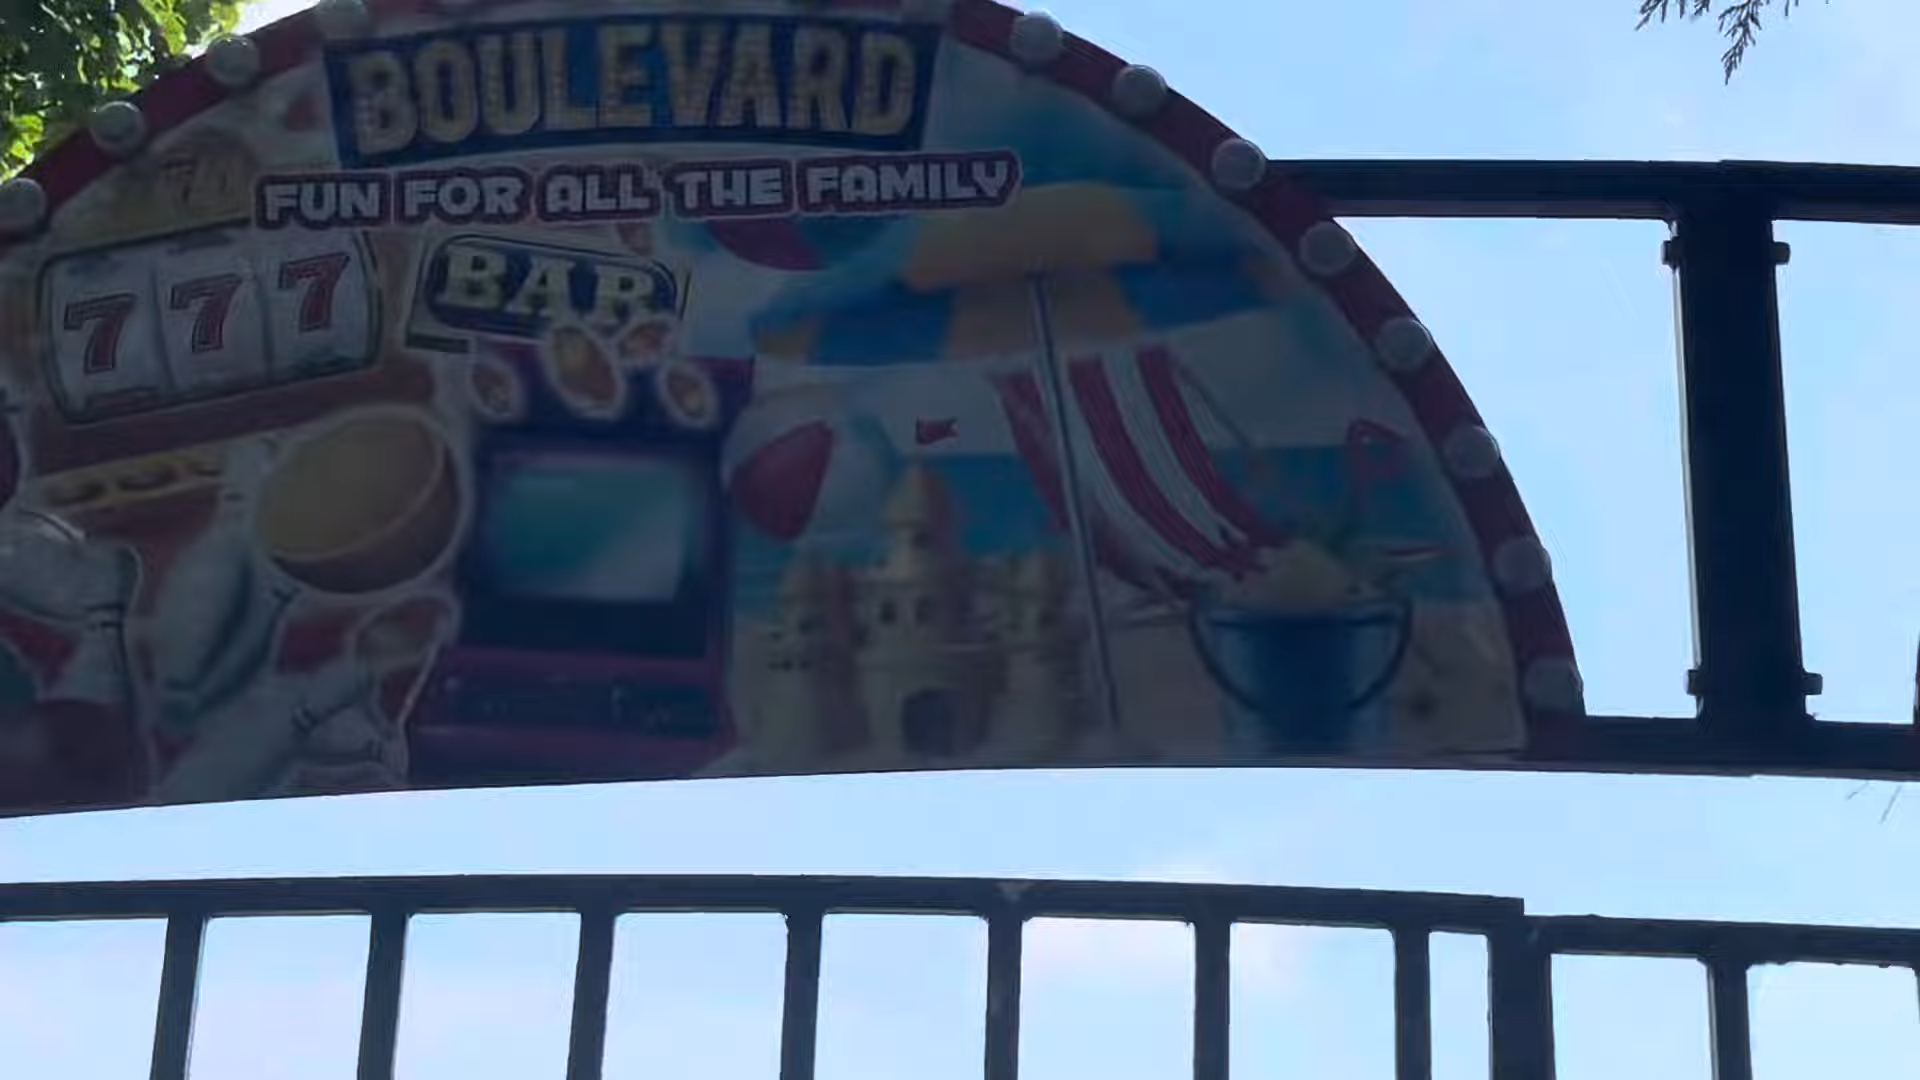 BOULEVARD
FUN FOR ALL THE FAMILY
777
BAR